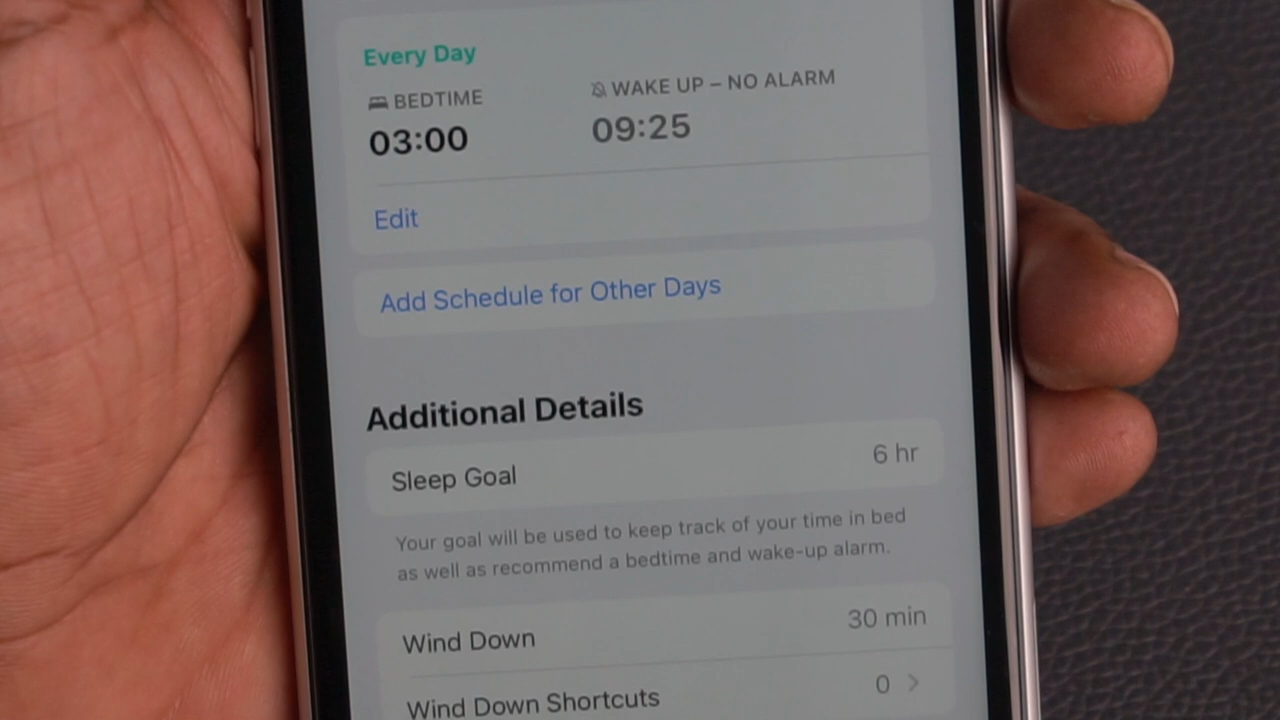 Every Day
BEDTIME
WAKE UP – NO ALARM
03:00
09:25
Edit
Add Schedule for Other Days
Additional Details
Sleep Goal
6 hr
Your goal will be used to keep track of your time in bed
as well as recommend a bedtime and wake-up alarm.
Wind Down
30 min
Wind Down Shortcuts
0